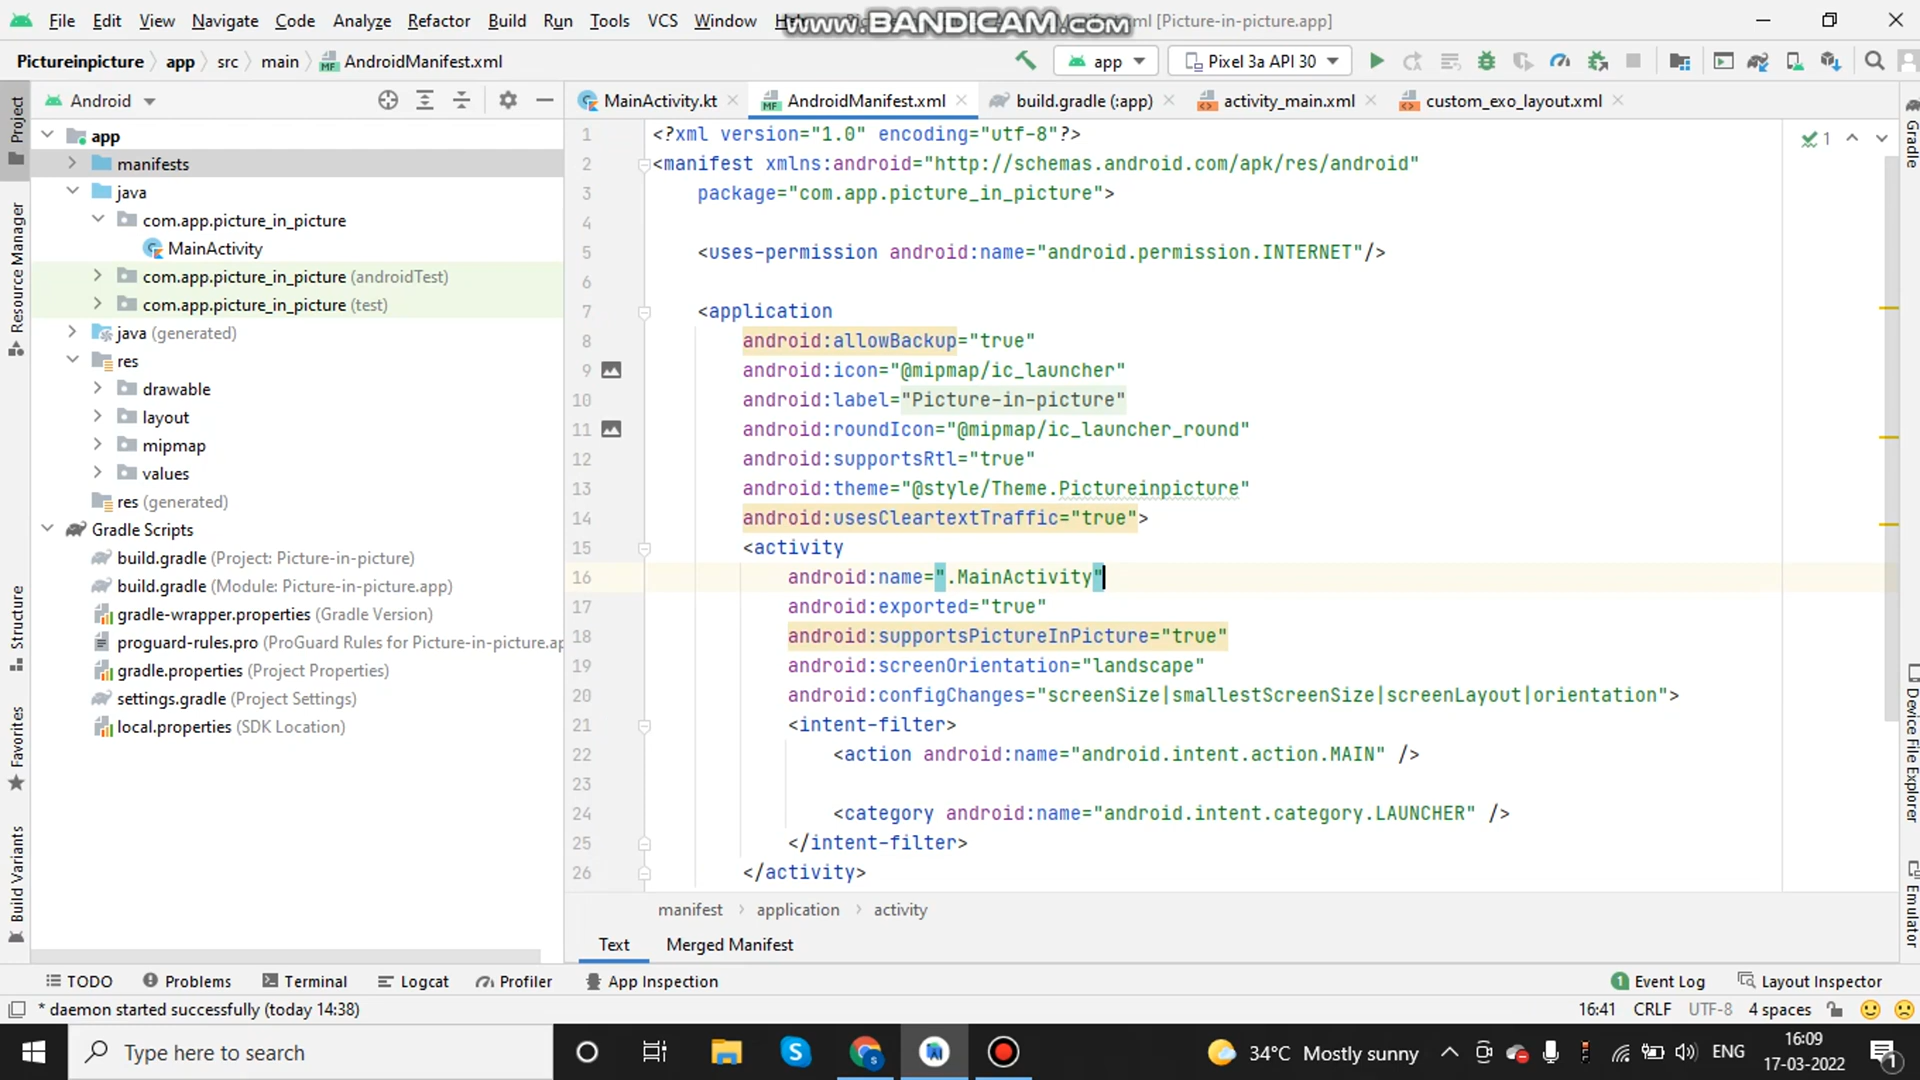 File Edit View Navigate Code Analyze Refactor Build Run Tools VCS Window
.xml [Picture-in-picture.app]
www.BANDICAM.com
Pictureinpicture app src main AndroidManifest.xml
app Pixel 3a API 30
Android
MainActivity.kt AndroidManifest.xml build.gradle (:app) activity_main.xml custom_exo_layout.xml
Project
Resource Manager
Structure
Favorites
Build Variants
app
manifests
java
com.app.picture_in_picture
MainActivity
com.app.picture_in_picture (androidTest)
com.app.picture_in_picture (test)
java (generated)
res
drawable
layout
mipmap
values
res (generated)
Gradle Scripts
build.gradle (Project: Picture-in-picture)
build.gradle (Module: Picture-in-picture.app)
gradle-wrapper.properties (Gradle Version)
proguard-rules.pro (ProGuard Rules for Picture-in-picture.ap
gradle.properties (Project Properties)
settings.gradle (Project Settings)
local.properties (SDK Location)
1 <?xml version="1.0" encoding="utf-8"?>
2 <manifest xmlns:android="http://schemas.android.com/apk/res/android"
3 package="com.app.picture_in_picture">
4
5 <uses-permission android:name="android.permission.INTERNET"/>
6
7 <application
8 android:allowBackup="true"
9 android:icon="@mipmap/ic_launcher"
10 android:label="Picture-in-picture"
11 android:roundIcon="@mipmap/ic_launcher_round"
12 android:supportsRtl="true"
13 android:theme="@style/Theme.Pictureinpicture"
14 android:usesCleartextTraffic="true">
15 <activity
16 android:name=".MainActivity"
17 android:exported="true"
18 android:supportsPictureInPicture="true"
19 android:screenOrientation="landscape"
20 android:configChanges="screenSize|smallestScreenSize|screenLayout|orientation">
21 <intent-filter>
22 <action android:name="android.intent.action.MAIN" />
23
24 <category android:name="android.intent.category.LAUNCHER" />
25 </intent-filter>
26 </activity>
1
Gradle
Device File Explorer
Emulator
manifest application activity
Text Merged Manifest
TODO Problems Terminal Logcat Profiler App Inspection
1 Event Log Layout Inspector
* daemon started successfully (today 14:38)
16:41 CRLF UTF-8 4 spaces
Type here to search
34°C Mostly sunny
ENG
16:09
17-03-2022
1